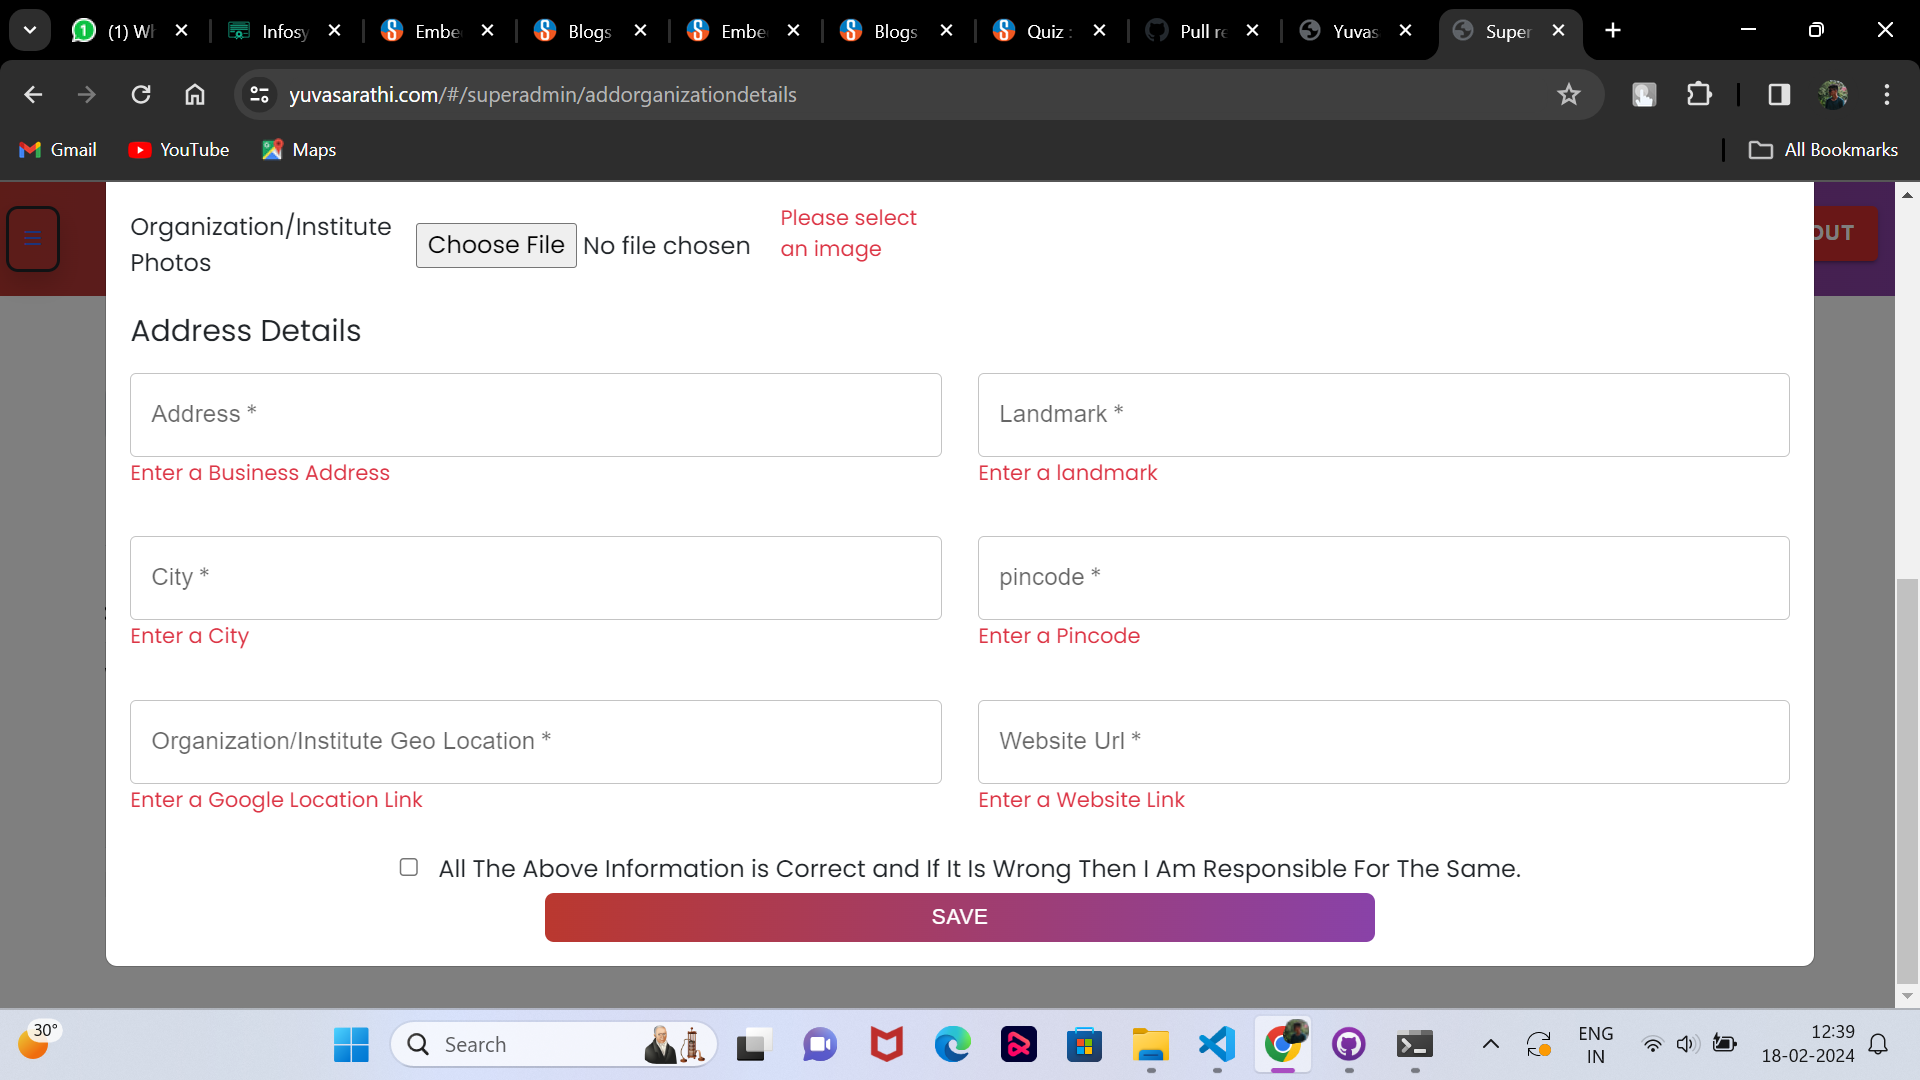 (1) Wh
Infosy
Embe
Blogs
Embe
Blogs
Quiz :
Pull re
Yuvas
Super
yuvasarathi.com/#/superadmin/addorganizationdetails
Gmail
YouTube
Maps
All Bookmarks
Organization/Institute
Photos
Choose File No file chosen
Please select
an image
OUT
Address Details
Address *
Landmark *
Enter a Business Address
Enter a landmark
City *
pincode *
Enter a City
Enter a Pincode
Organization/Institute Geo Location *
Website Url *
Enter a Google Location Link
Enter a Website Link
All The Above Information is Correct and If It Is Wrong Then I Am Responsible For The Same.
SAVE
30°
Search
ENG
IN
12:39
18-02-2024